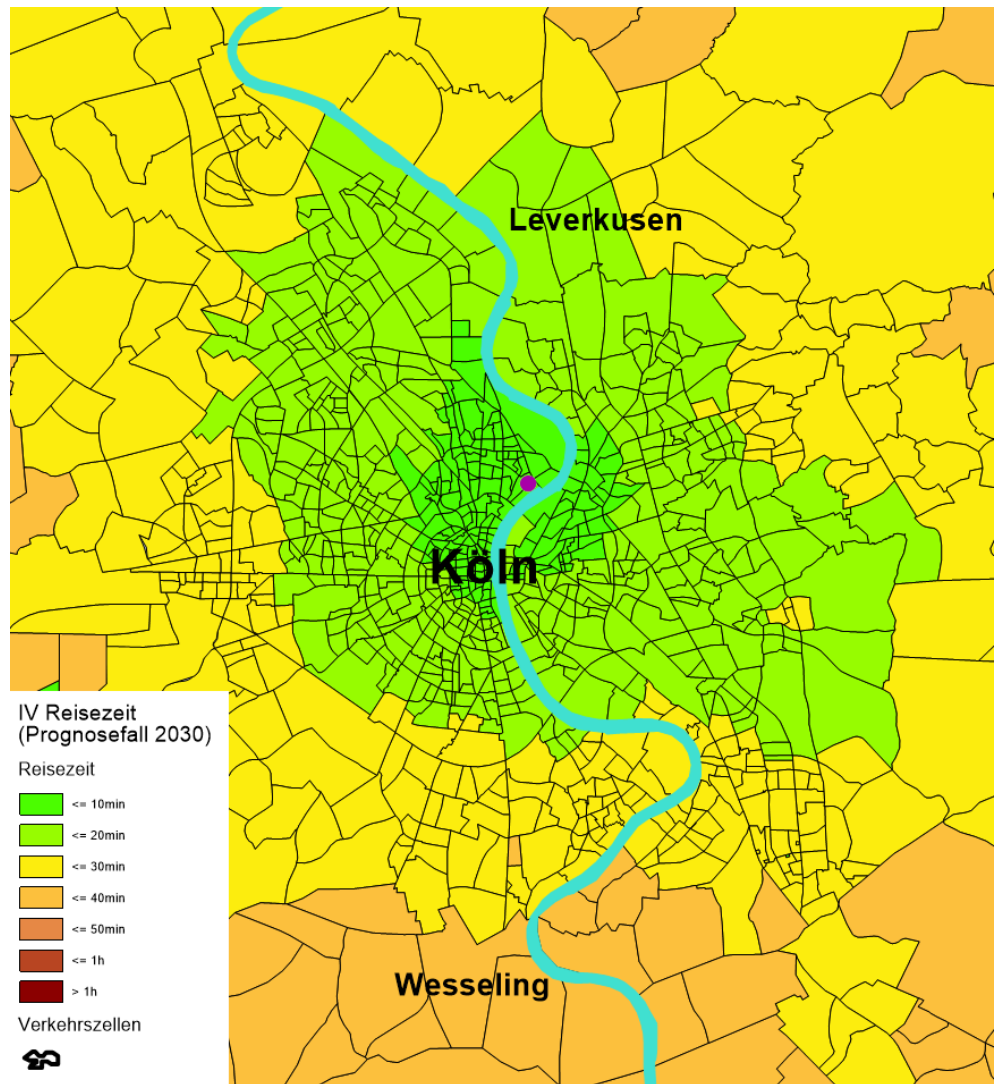 Leverkusen
Köln
Wesseling
IV Reisezeit
(Prognosefall 2030)
Reisezeit
<= 10min
<= 20min
<= 30min
<= 40min
<= 50min
<= 1h
> 1h
Verkehrszellen